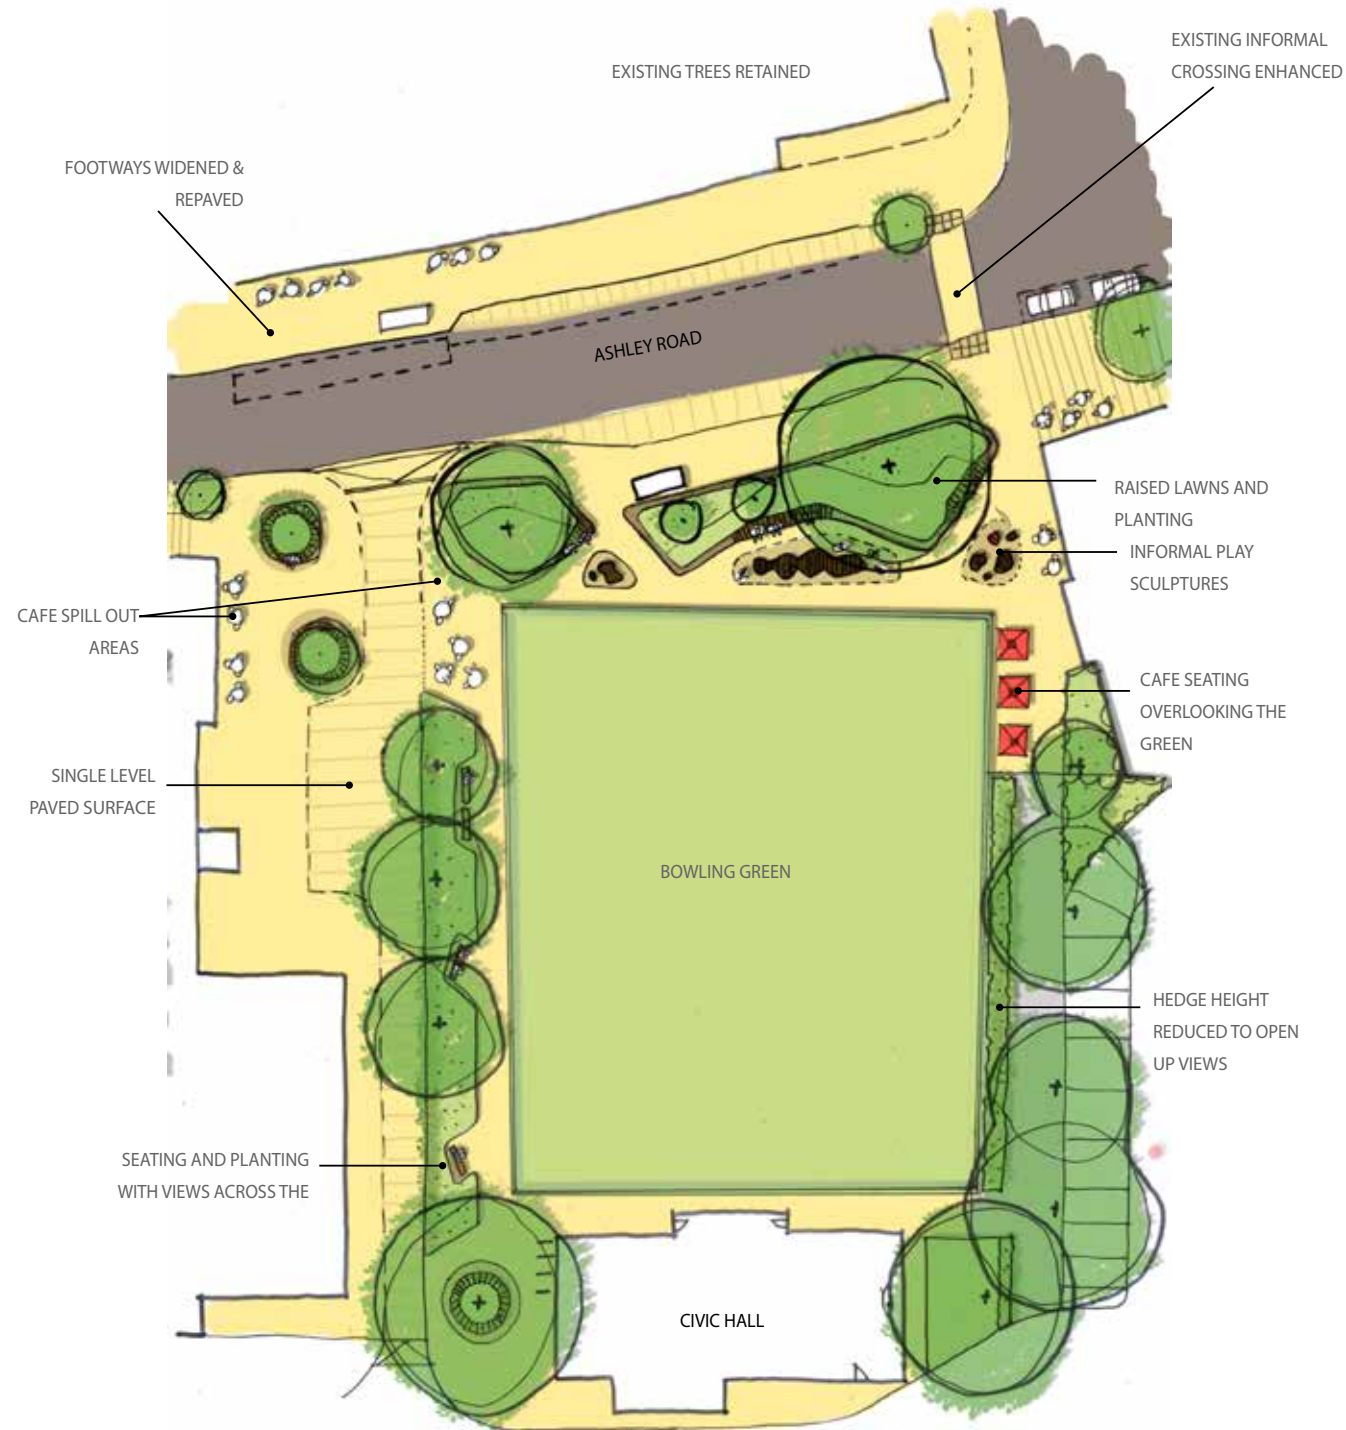 EXISTING INFORMAL
CROSSING ENHANCED
EXISTING TREES RETAINED
FOOTWAYS WIDENED &
REPAVED
ASHLEY ROAD
RAISED LAWNS AND
PLANTING
INFORMAL PLAY
SCULPTURES
CAFE SPILL OUT
AREAS
CAFE SEATING
OVERLOOKING THE
GREEN
SINGLE LEVEL
PAVED SURFACE
BOWLING GREEN
HEDGE HEIGHT
REDUCED TO OPEN
UP VIEWS
SEATING AND PLANTING
WITH VIEWS ACROSS THE
CIVIC HALL